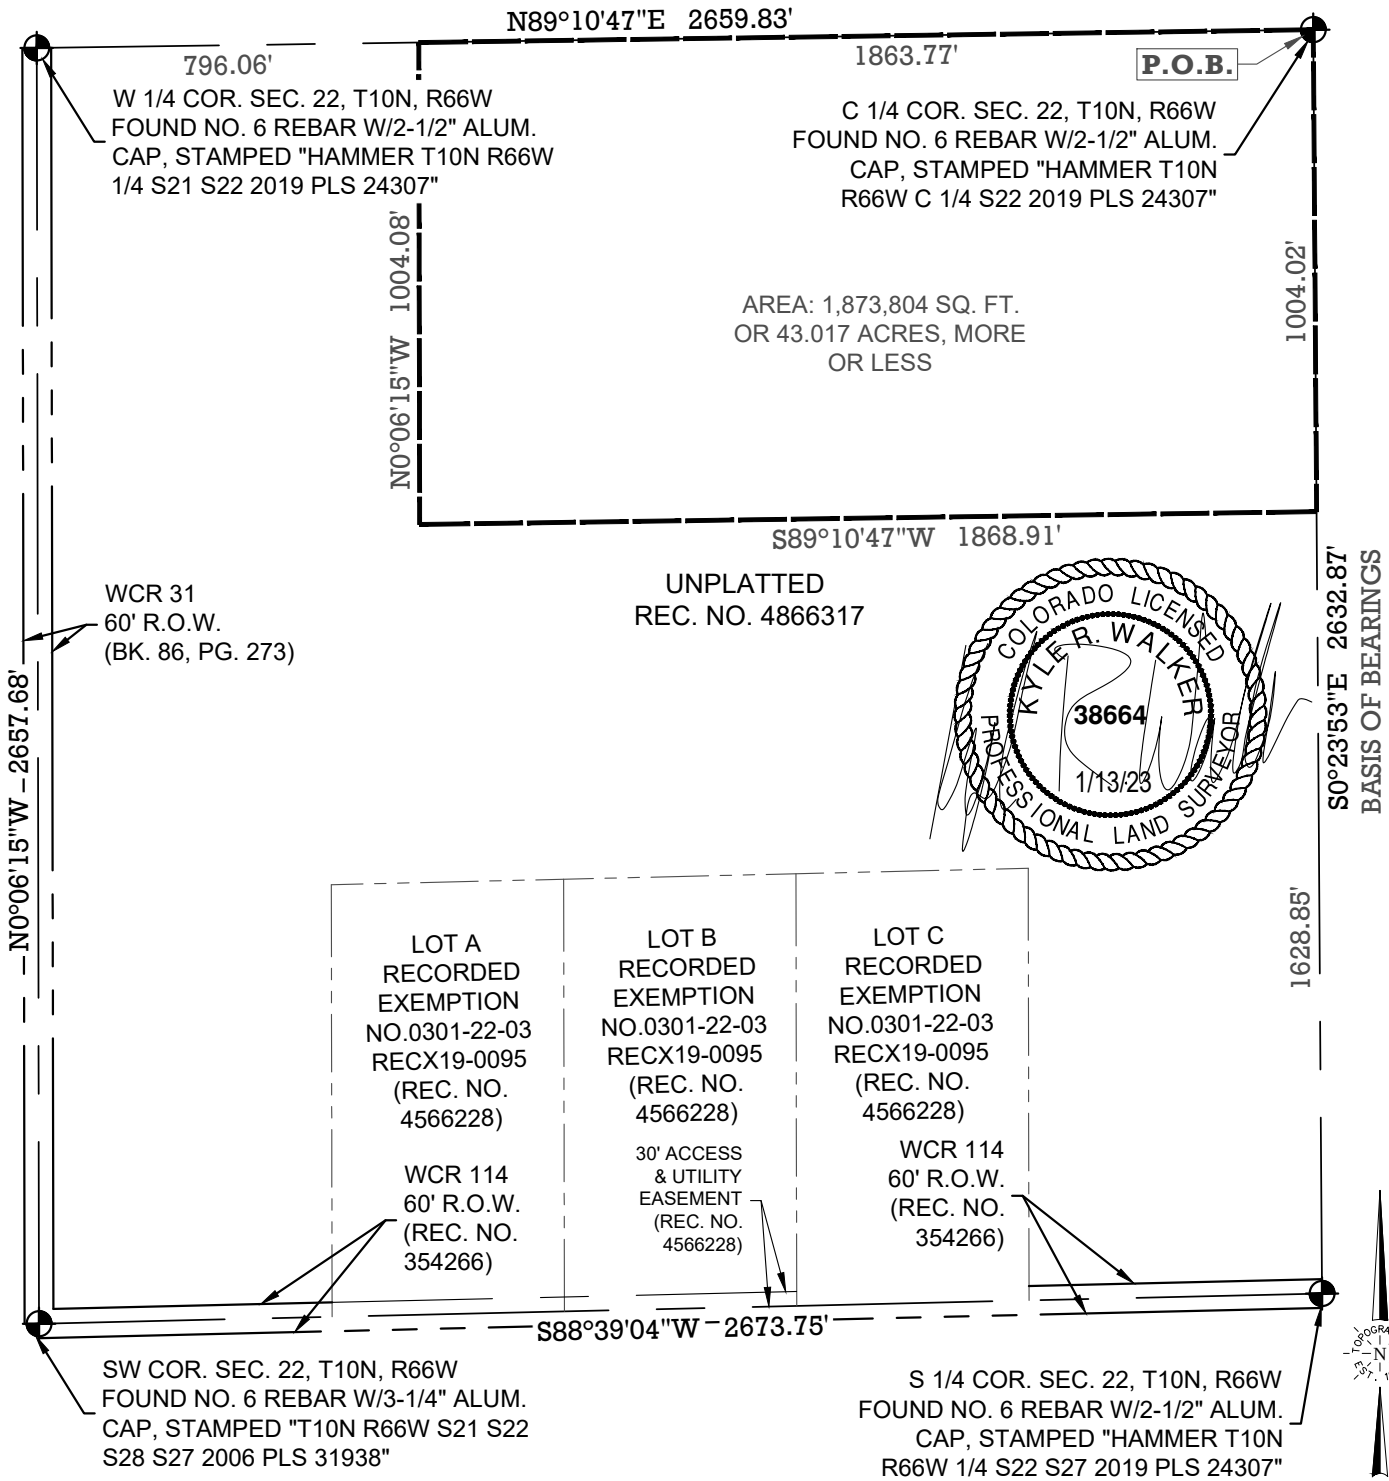 N89°10'47"E 2659.83'
796.06'
1863.77'
P.O.B.
W 1/4 COR. SEC. 22, T10N, R66W
FOUND NO. 6 REBAR W/2-1/2" ALUM.
CAP, STAMPED "HAMMER T10N R66W
1/4 S21 S22 2019 PLS 24307"
C 1/4 COR. SEC. 22, T10N, R66W
FOUND NO. 6 REBAR W/2-1/2" ALUM.
CAP, STAMPED "HAMMER T10N
R66W C 1/4 S22 2019 PLS 24307"
N0°06'15"W 1004.08'
1004.02'
AREA: 1,873,804 SQ. FT.
OR 43.017 ACRES, MORE
OR LESS
S89°10'47"W 1868.91'
UNPLATTED
REC. NO. 4866317
WCR 31
60' R.O.W.
(BK. 86, PG. 273)
N0°06'15"W 2657.68'
COLORADO LICENSED
KYLE R. WALKER
38664
1/13/23
PROFESSIONAL LAND SURVEYOR
S0°23'53"E 2632.87'
BASIS OF BEARINGS
1628.85'
LOT A
RECORDED
EXEMPTION
NO.0301-22-03
RECX19-0095
(REC. NO.
4566228)
LOT B
RECORDED
EXEMPTION
NO.0301-22-03
RECX19-0095
(REC. NO.
4566228)
LOT C
RECORDED
EXEMPTION
NO.0301-22-03
RECX19-0095
(REC. NO.
4566228)
WCR 114
60' R.O.W.
(REC. NO.
354266)
30' ACCESS
& UTILITY
EASEMENT
(REC. NO.
4566228)
WCR 114
60' R.O.W.
(REC. NO.
354266)
S88°39'04"W 2673.75'
SW COR. SEC. 22, T10N, R66W
FOUND NO. 6 REBAR W/3-1/4" ALUM.
CAP, STAMPED "T10N R66W S21 S22
S28 S27 2006 PLS 31938"
S 1/4 COR. SEC. 22, T10N, R66W
FOUND NO. 6 REBAR W/2-1/2" ALUM.
CAP, STAMPED "HAMMER T10N
R66W 1/4 S22 S27 2019 PLS 24307"
N